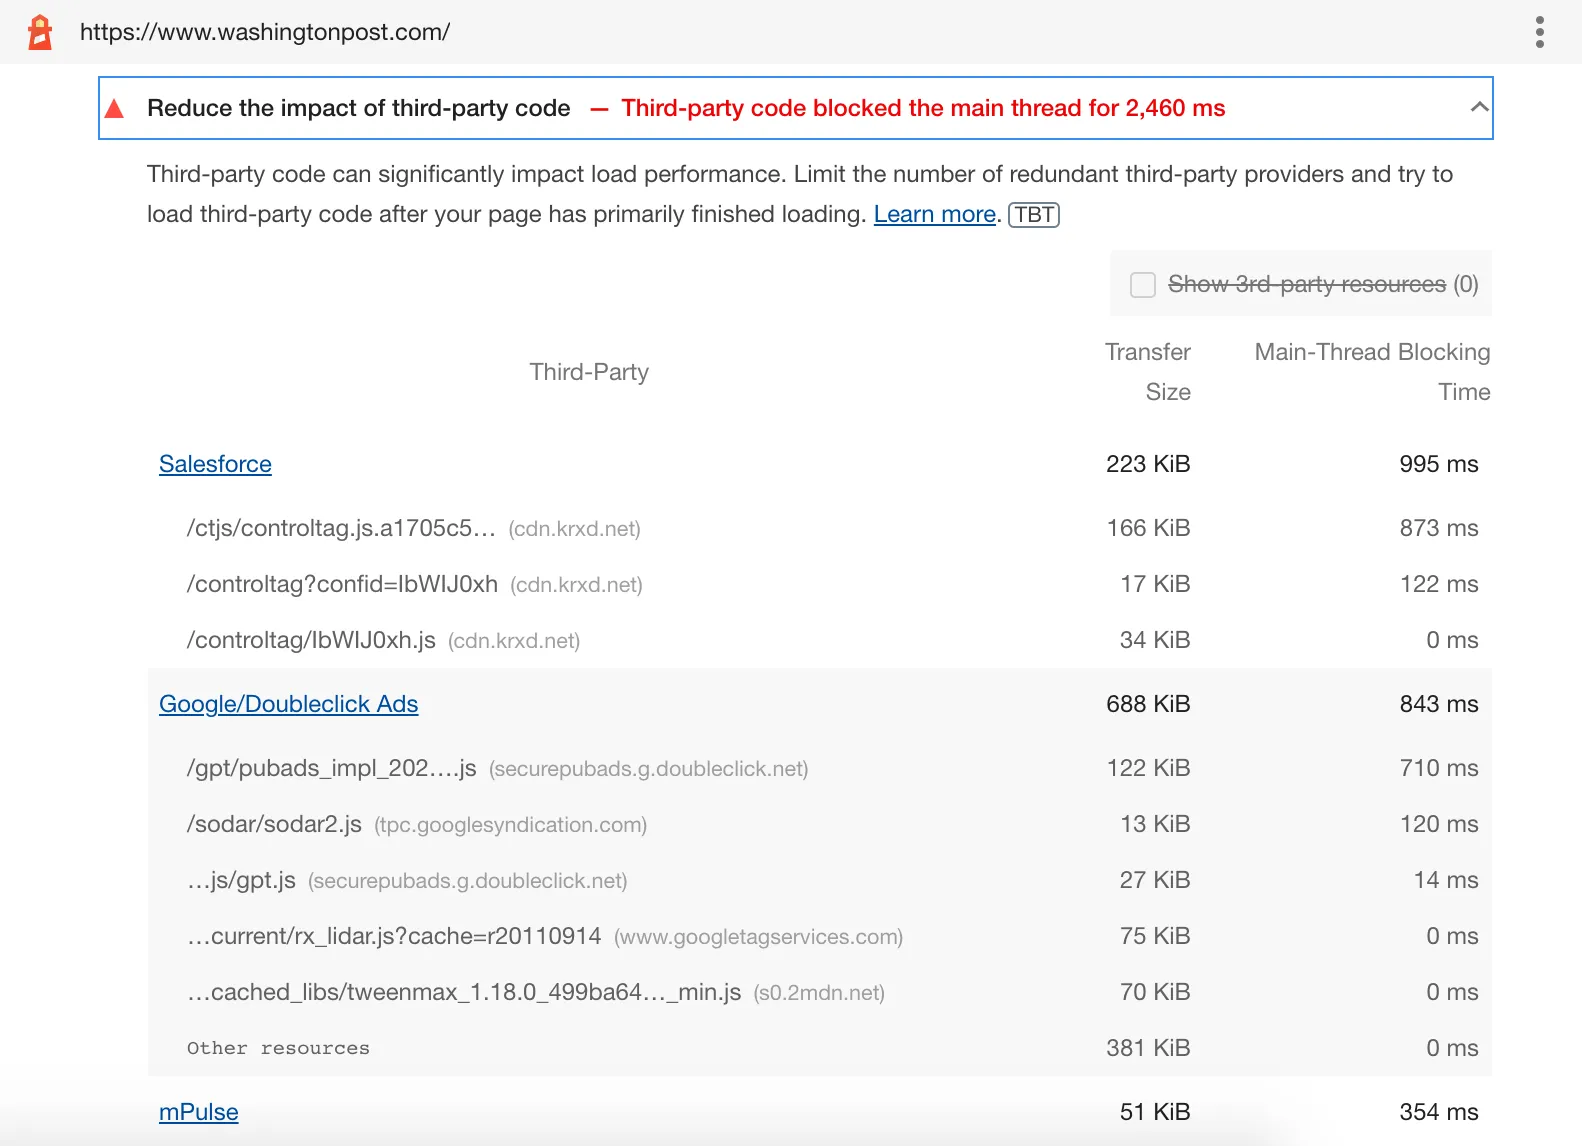 https://www.washingtonpost.com/
Reduce the impact of third-party code — Third-party code blocked the main thread for 2,460 ms
Third-party code can significantly impact load performance. Limit the number of redundant third-party providers and try to
load third-party code after your page has primarily finished loading. Learn more. TBT
Show 3rd-party resources (0)
Third-Party
Transfer
Size
Main-Thread Blocking
Time
Salesforce 223 KiB 995 ms
/ctjs/controltag.js.a1705c5… (cdn.krxd.net) 166 KiB 873 ms
/controltag?confid=IbWIJ0xh (cdn.krxd.net) 17 KiB 122 ms
/controltag/IbWIJ0xh.js (cdn.krxd.net) 34 KiB 0 ms
Google/Doubleclick Ads 688 KiB 843 ms
/gpt/pubads_impl_202….js (securepubads.g.doubleclick.net) 122 KiB 710 ms
/sodar/sodar2.js (tpc.googlesyndication.com) 13 KiB 120 ms
…js/gpt.js (securepubads.g.doubleclick.net) 27 KiB 14 ms
…current/rx_lidar.js?cache=r20110914 (www.googletagservices.com) 75 KiB 0 ms
…cached_libs/tweenmax_1.18.0_499ba64…_min.js (s0.2mdn.net) 70 KiB 0 ms
Other resources 381 KiB 0 ms
mPulse 51 KiB 354 ms